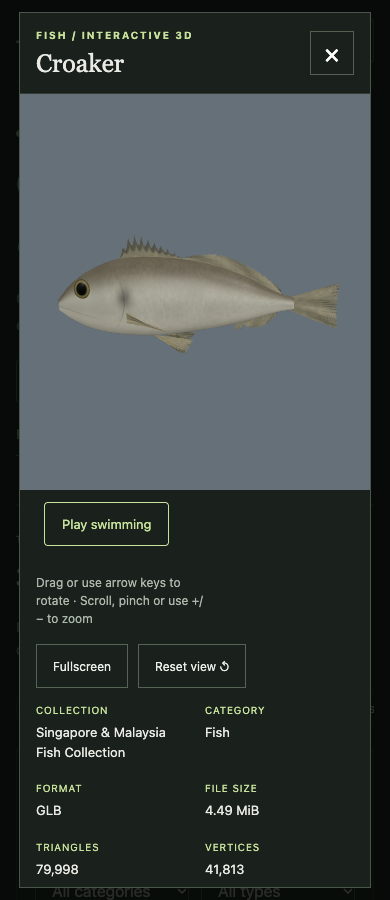 FISH / INTERACTIVE 3D
Croaker
×
Play swimming
Drag or use arrow keys to
rotate · Scroll, pinch or use +/
− to zoom
Fullscreen
Reset view ↺
COLLECTION
Singapore & Malaysia
Fish Collection
CATEGORY
Fish
FORMAT
GLB
FILE SIZE
4.49 MiB
TRIANGLES
79,998
VERTICES
41,813
All categories
All types